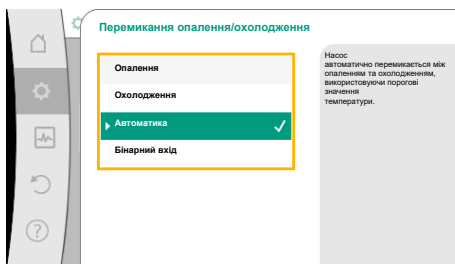 Перемикання опалення/охолодження
Опалення
Охолодження
Автоматика
Бінарний вхід
Насос
автоматично перемикається між
опаленням та охолодженням,
використовуючи порогові
значення
температури.
?